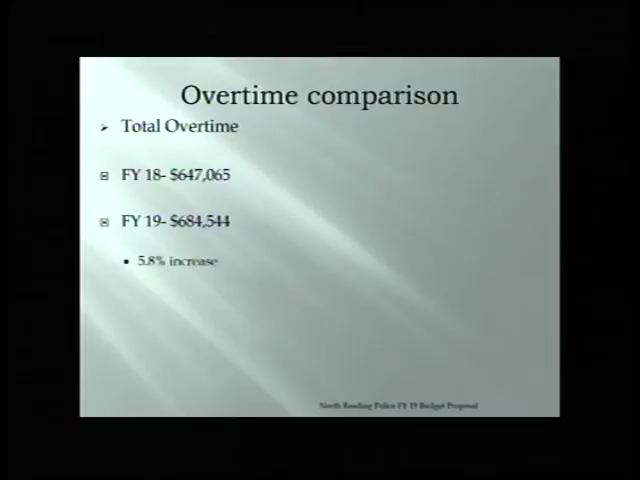 Overtime comparison
Total Overtime
FY 18- $647,065
FY 19- $684,544
5.8% increase
North Reading Police FY 19 Budget Proposal